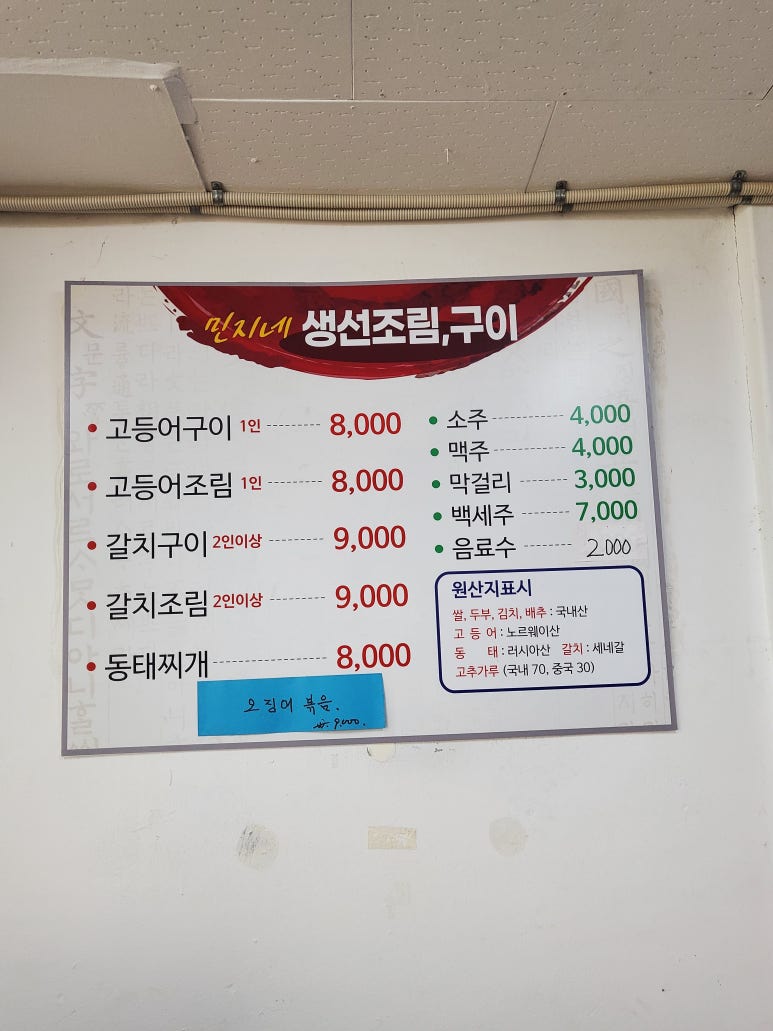 민지네 생선조림,구이
고등어구이 1인 8,000
고등어조림 1인 8,000
갈치구이 2인이상 9,000
갈치조림 2인이상 9,000
동태찌개 8,000
오징어 볶음.
₩. 9,000.
소주 4,000
맥주 4,000
막걸리 3,000
백세주 7,000
음료수 2000
원산지표시
쌀, 두부, 김치, 배추 : 국내산
고 등 어 : 노르웨이산
동 태 : 러시아산 갈치 : 세네갈
고추가루 (국내 70, 중국 30)